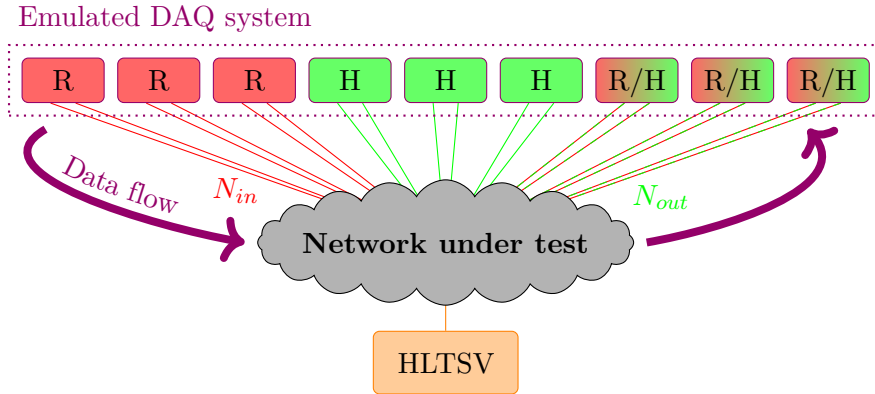 Emulated DAQ system
R R R H H H R/H R/H R/H
Data flow
N_in
N_out
Network under test
HLTSV